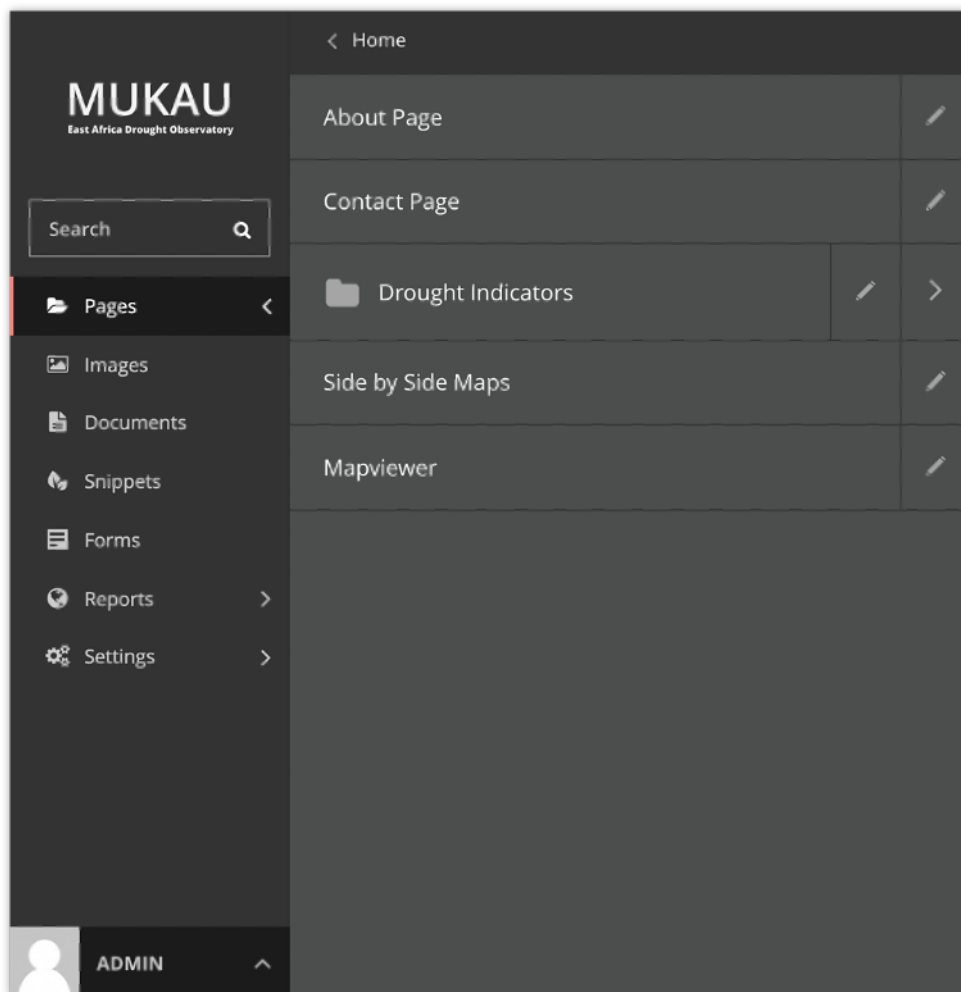 MUKAU
East Africa Drought Observatory
Search
Pages
Images
Documents
Snippets
Forms
Reports
Settings
ADMIN
Home
About Page
Contact Page
Drought Indicators
Side by Side Maps
Mapviewer